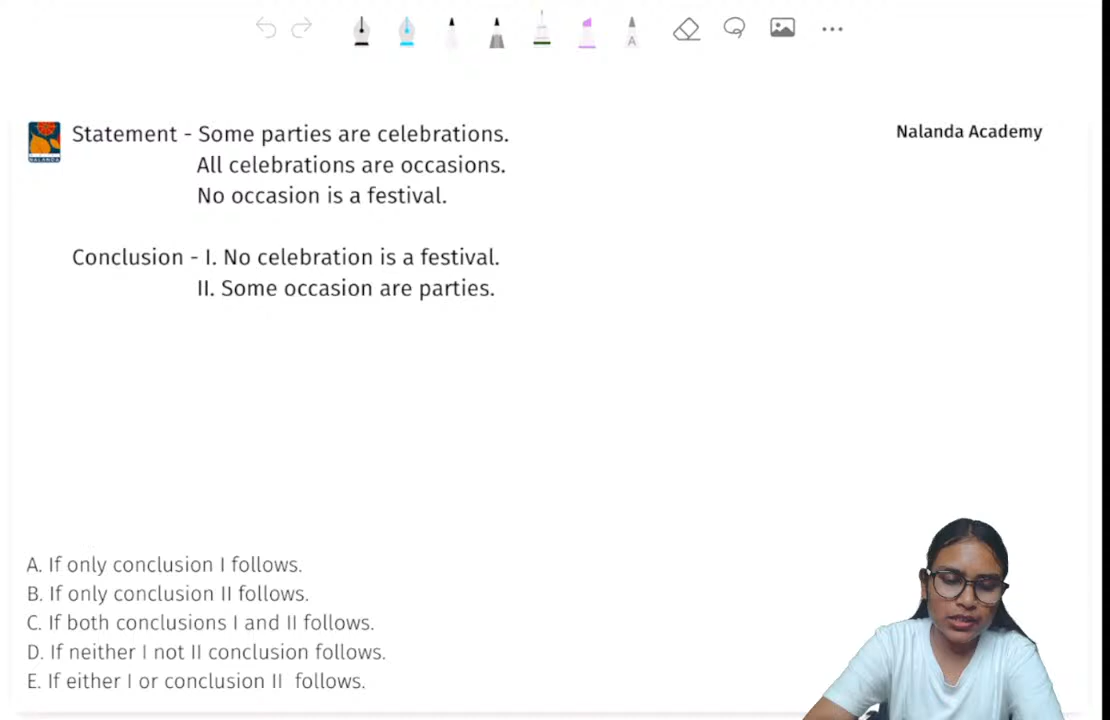 Statement - Some parties are celebrations.
Nalanda Academy
All celebrations are occasions.
No occasion is a festival.
Conclusion - I. No celebration is a festival.
II. Some occasion are parties.
A. If only conclusion I follows.
B. If only conclusion II follows.
C. If both conclusions I and II follows.
D. If neither I not II conclusion follows.
E. If either I or conclusion II follows.
NALANDA
A